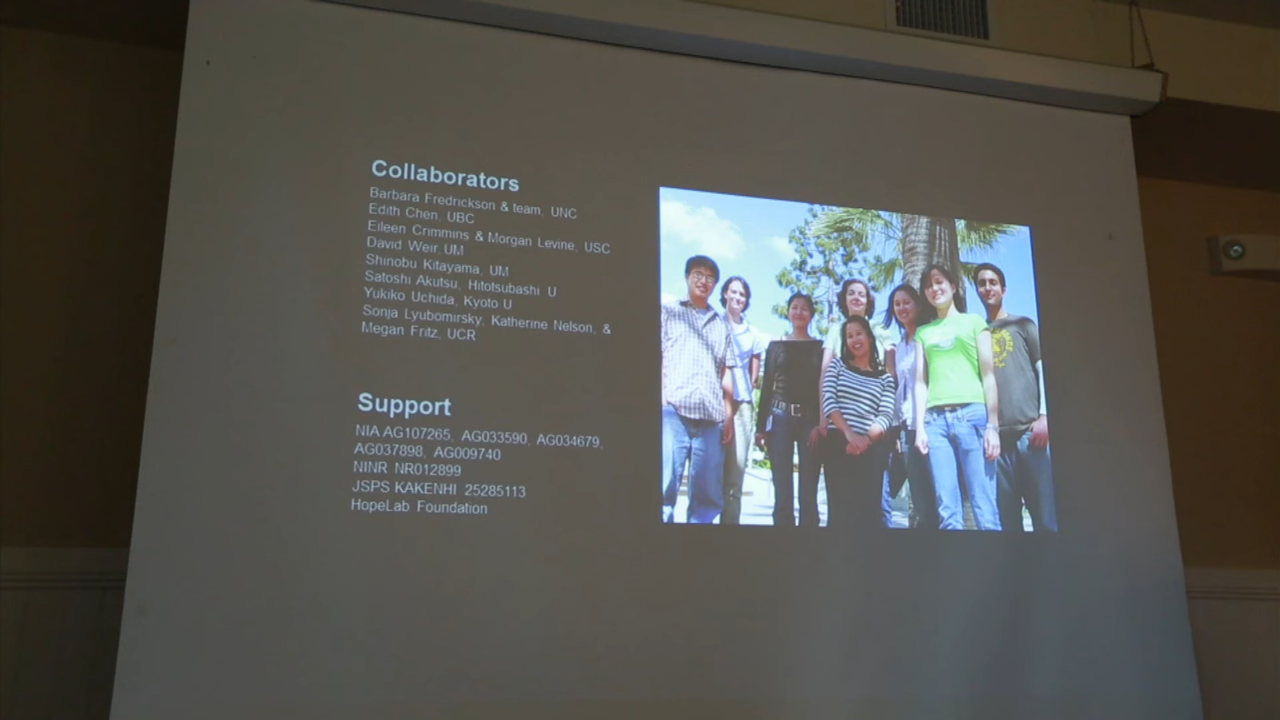 Collaborators
Barbara Fredrickson & team, UNC
Edith Chen, UBC
Eileen Crimmins & Morgan Levine, USC
David Weir, UM
Shinobu Kitayama, UM
Satoshi Akutsu, Hitotsubashi U
Yukiko Uchida, Kyoto U
Sonja Lyubomirsky, Katherine Nelson, &
Megan Fritz, UCR
Support
NIA AG107265, AG033590, AG034679,
AG037898, AG009740
NINR NR012899
JSPS KAKENHI 25285113
HopeLab Foundation